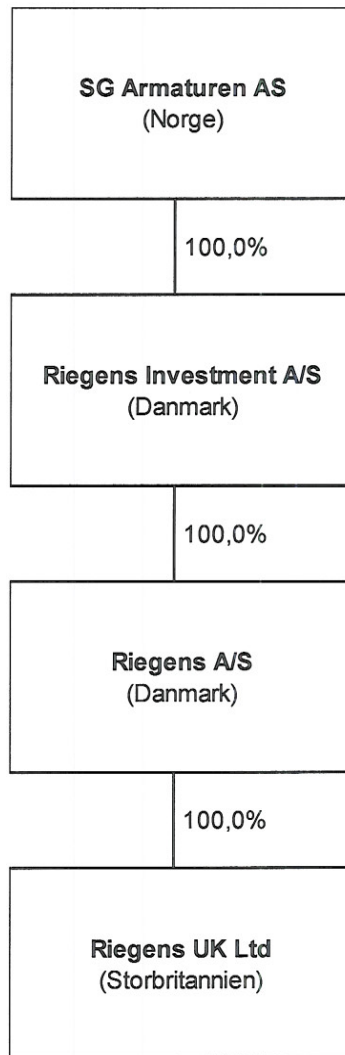 SG Armaturen AS
(Norge)
100,0%
Riegens Investment A/S
(Danmark)
100,0%
Riegens A/S
(Danmark)
100,0%
Riegens UK Ltd
(Storbritannien)